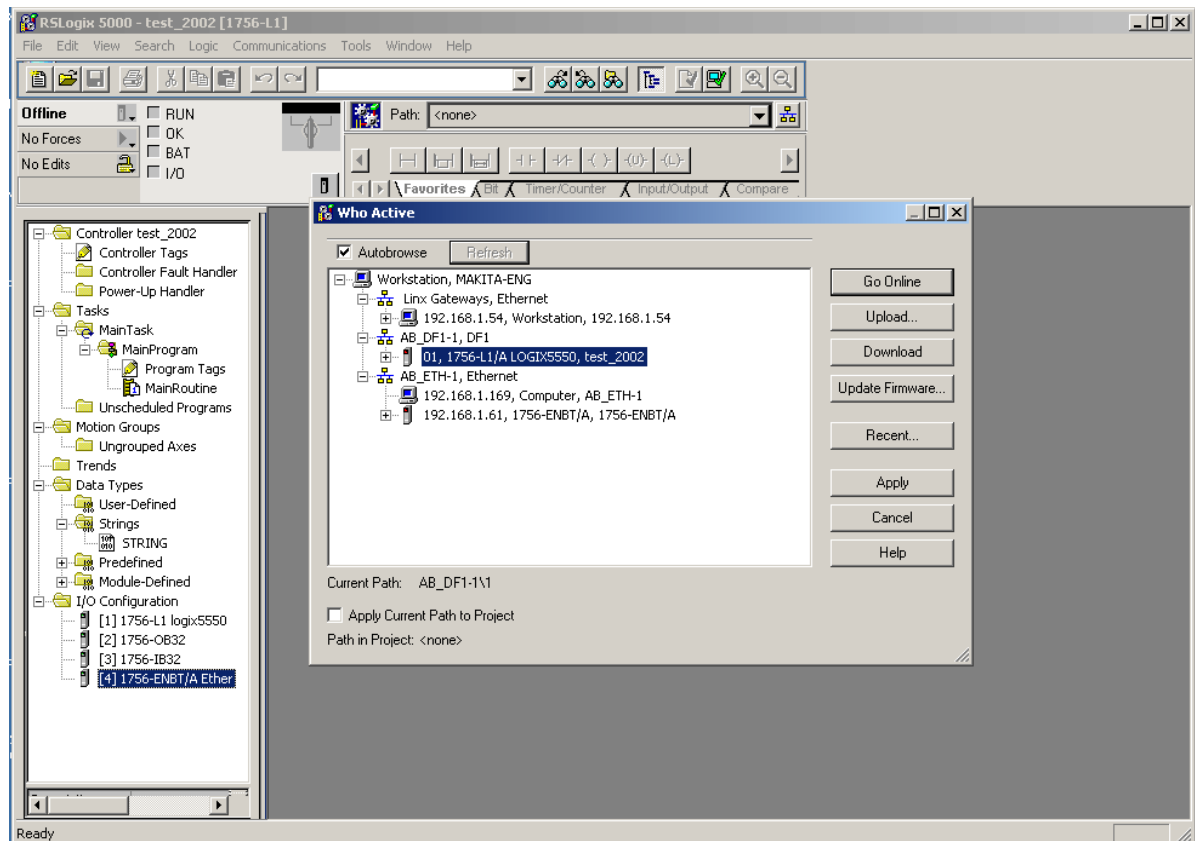 RSLogix 5000 - test_2002 [1756-L1]
File Edit View Search Logic Communications Tools Window Help
Offline
RUN
No Forces
OK
No Edits
BAT
I/O
Path: <none>
Favorites Bit Timer/Counter Input/Output Compare
Controller test_2002
Controller Tags
Controller Fault Handler
Power-Up Handler
Tasks
MainTask
MainProgram
Program Tags
MainRoutine
Unscheduled Programs
Motion Groups
Ungrouped Axes
Trends
Data Types
User-Defined
Strings
STRING
Predefined
Module-Defined
I/O Configuration
[1] 1756-L1 logix5550
[2] 1756-OB32
[3] 1756-IB32
[4] 1756-ENBT/A Ether
Who Active
Autobrowse Refresh
Workstation, MAKITA-ENG
Linx Gateways, Ethernet
192.168.1.54, Workstation, 192.168.1.54
AB_DF1-1, DF1
01, 1756-L1/A LOGIX5550, test_2002
AB_ETH-1, Ethernet
192.168.1.169, Computer, AB_ETH-1
192.168.1.61, 1756-ENBT/A, 1756-ENBT/A
Go Online
Upload...
Download
Update Firmware...
Recent...
Apply
Cancel
Help
Current Path: AB_DF1-1\1
Apply Current Path to Project
Path in Project: <none>
Ready